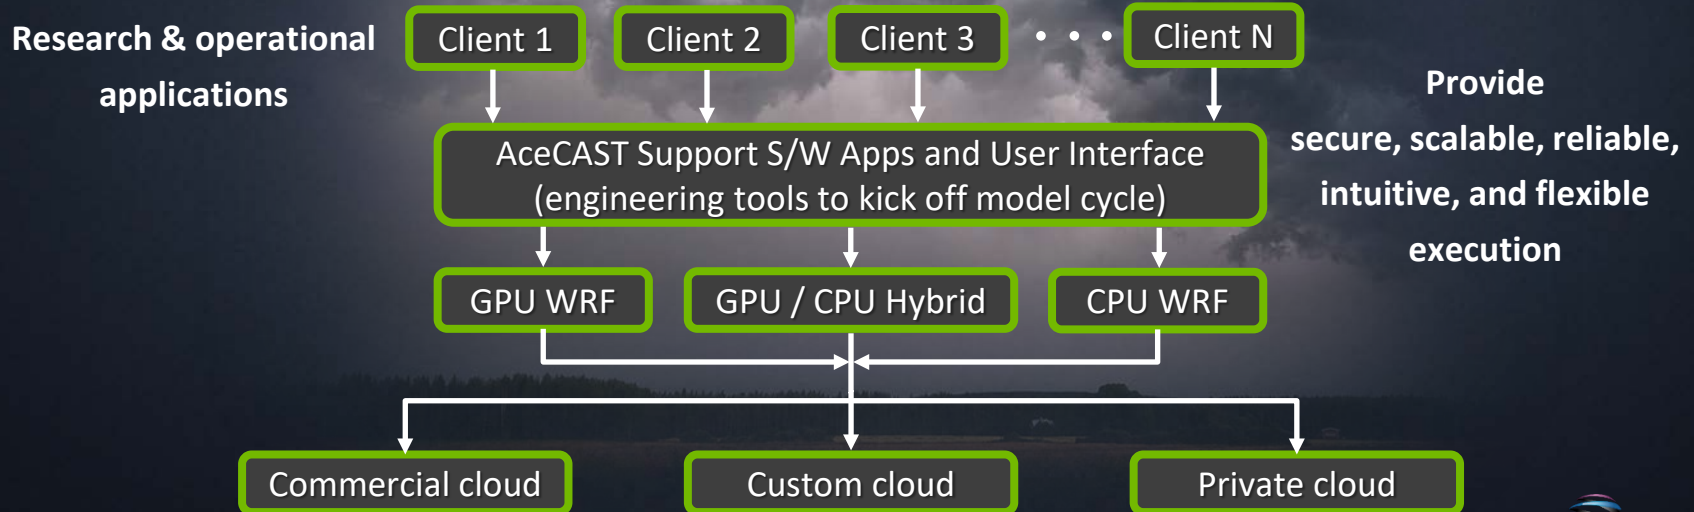 Research & operational
applications
Client 1
Client 2
Client 3
• • •
Client N
Provide
secure, scalable, reliable,
intuitive, and flexible
execution
AceCAST Support S/W Apps and User Interface
(engineering tools to kick off model cycle)
GPU WRF
GPU / CPU Hybrid
CPU WRF
Commercial cloud
Custom cloud
Private cloud